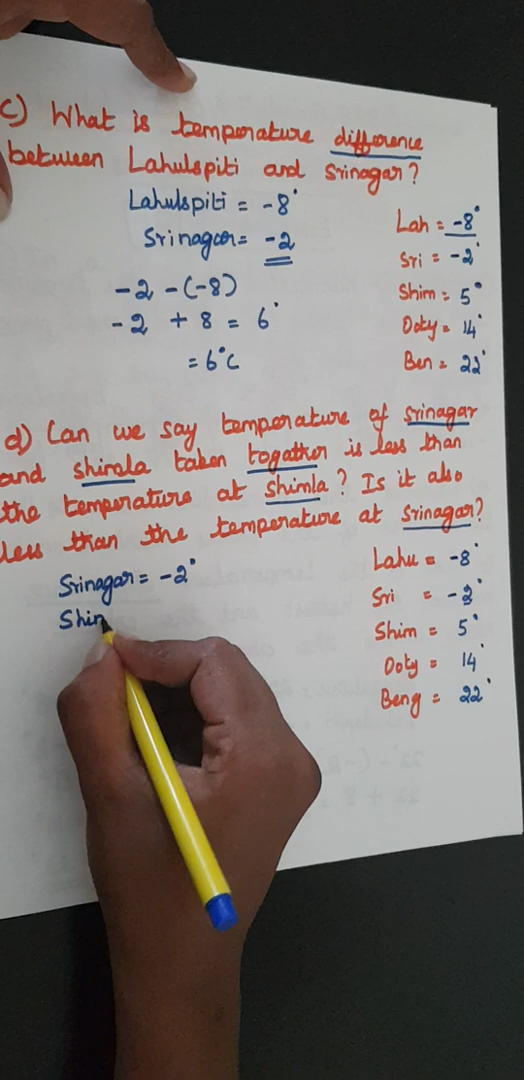 c) What is temperature difference
between Lahulspiti and Srinagar?
Lahulspiti = -8°
Srinagar = -2
-2 -(-8)
-2 +8 = 6°
= 6°C
Lah = -8°
Sri = -2°
Shim = 5°
Ooty = 14°
Ben = 22°
d) Can we say temperature of srinagar
and shimla taken togather is less than
the temperature at shimla? Is it also
less than the temperature at srinagar?
Srinagar = -2°
Shim
Lahu = -8°
Sri = -2°
Shim = 5°
Ooty = 14°
Beng = 22°